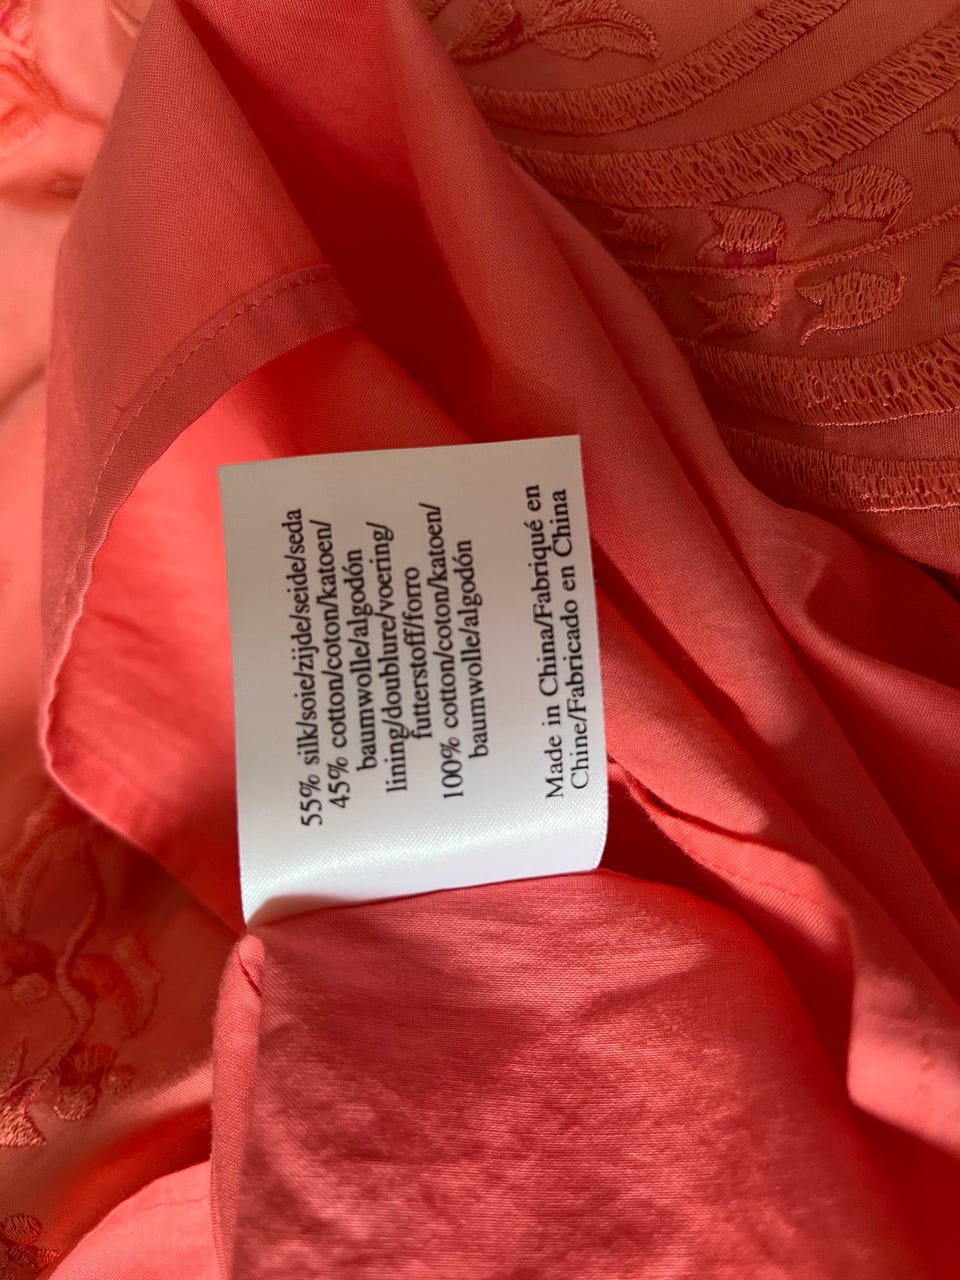 55% silk/soie/zijde/seide/seda
45% cotton/coton/katoen/
baumwolle/algodón
lining/doublure/voering/
futterstoff/forro
100% cotton/coton/katoen/
baumwolle/algodón
Made in China/Fabriqué en
Chine/Fabricado en China